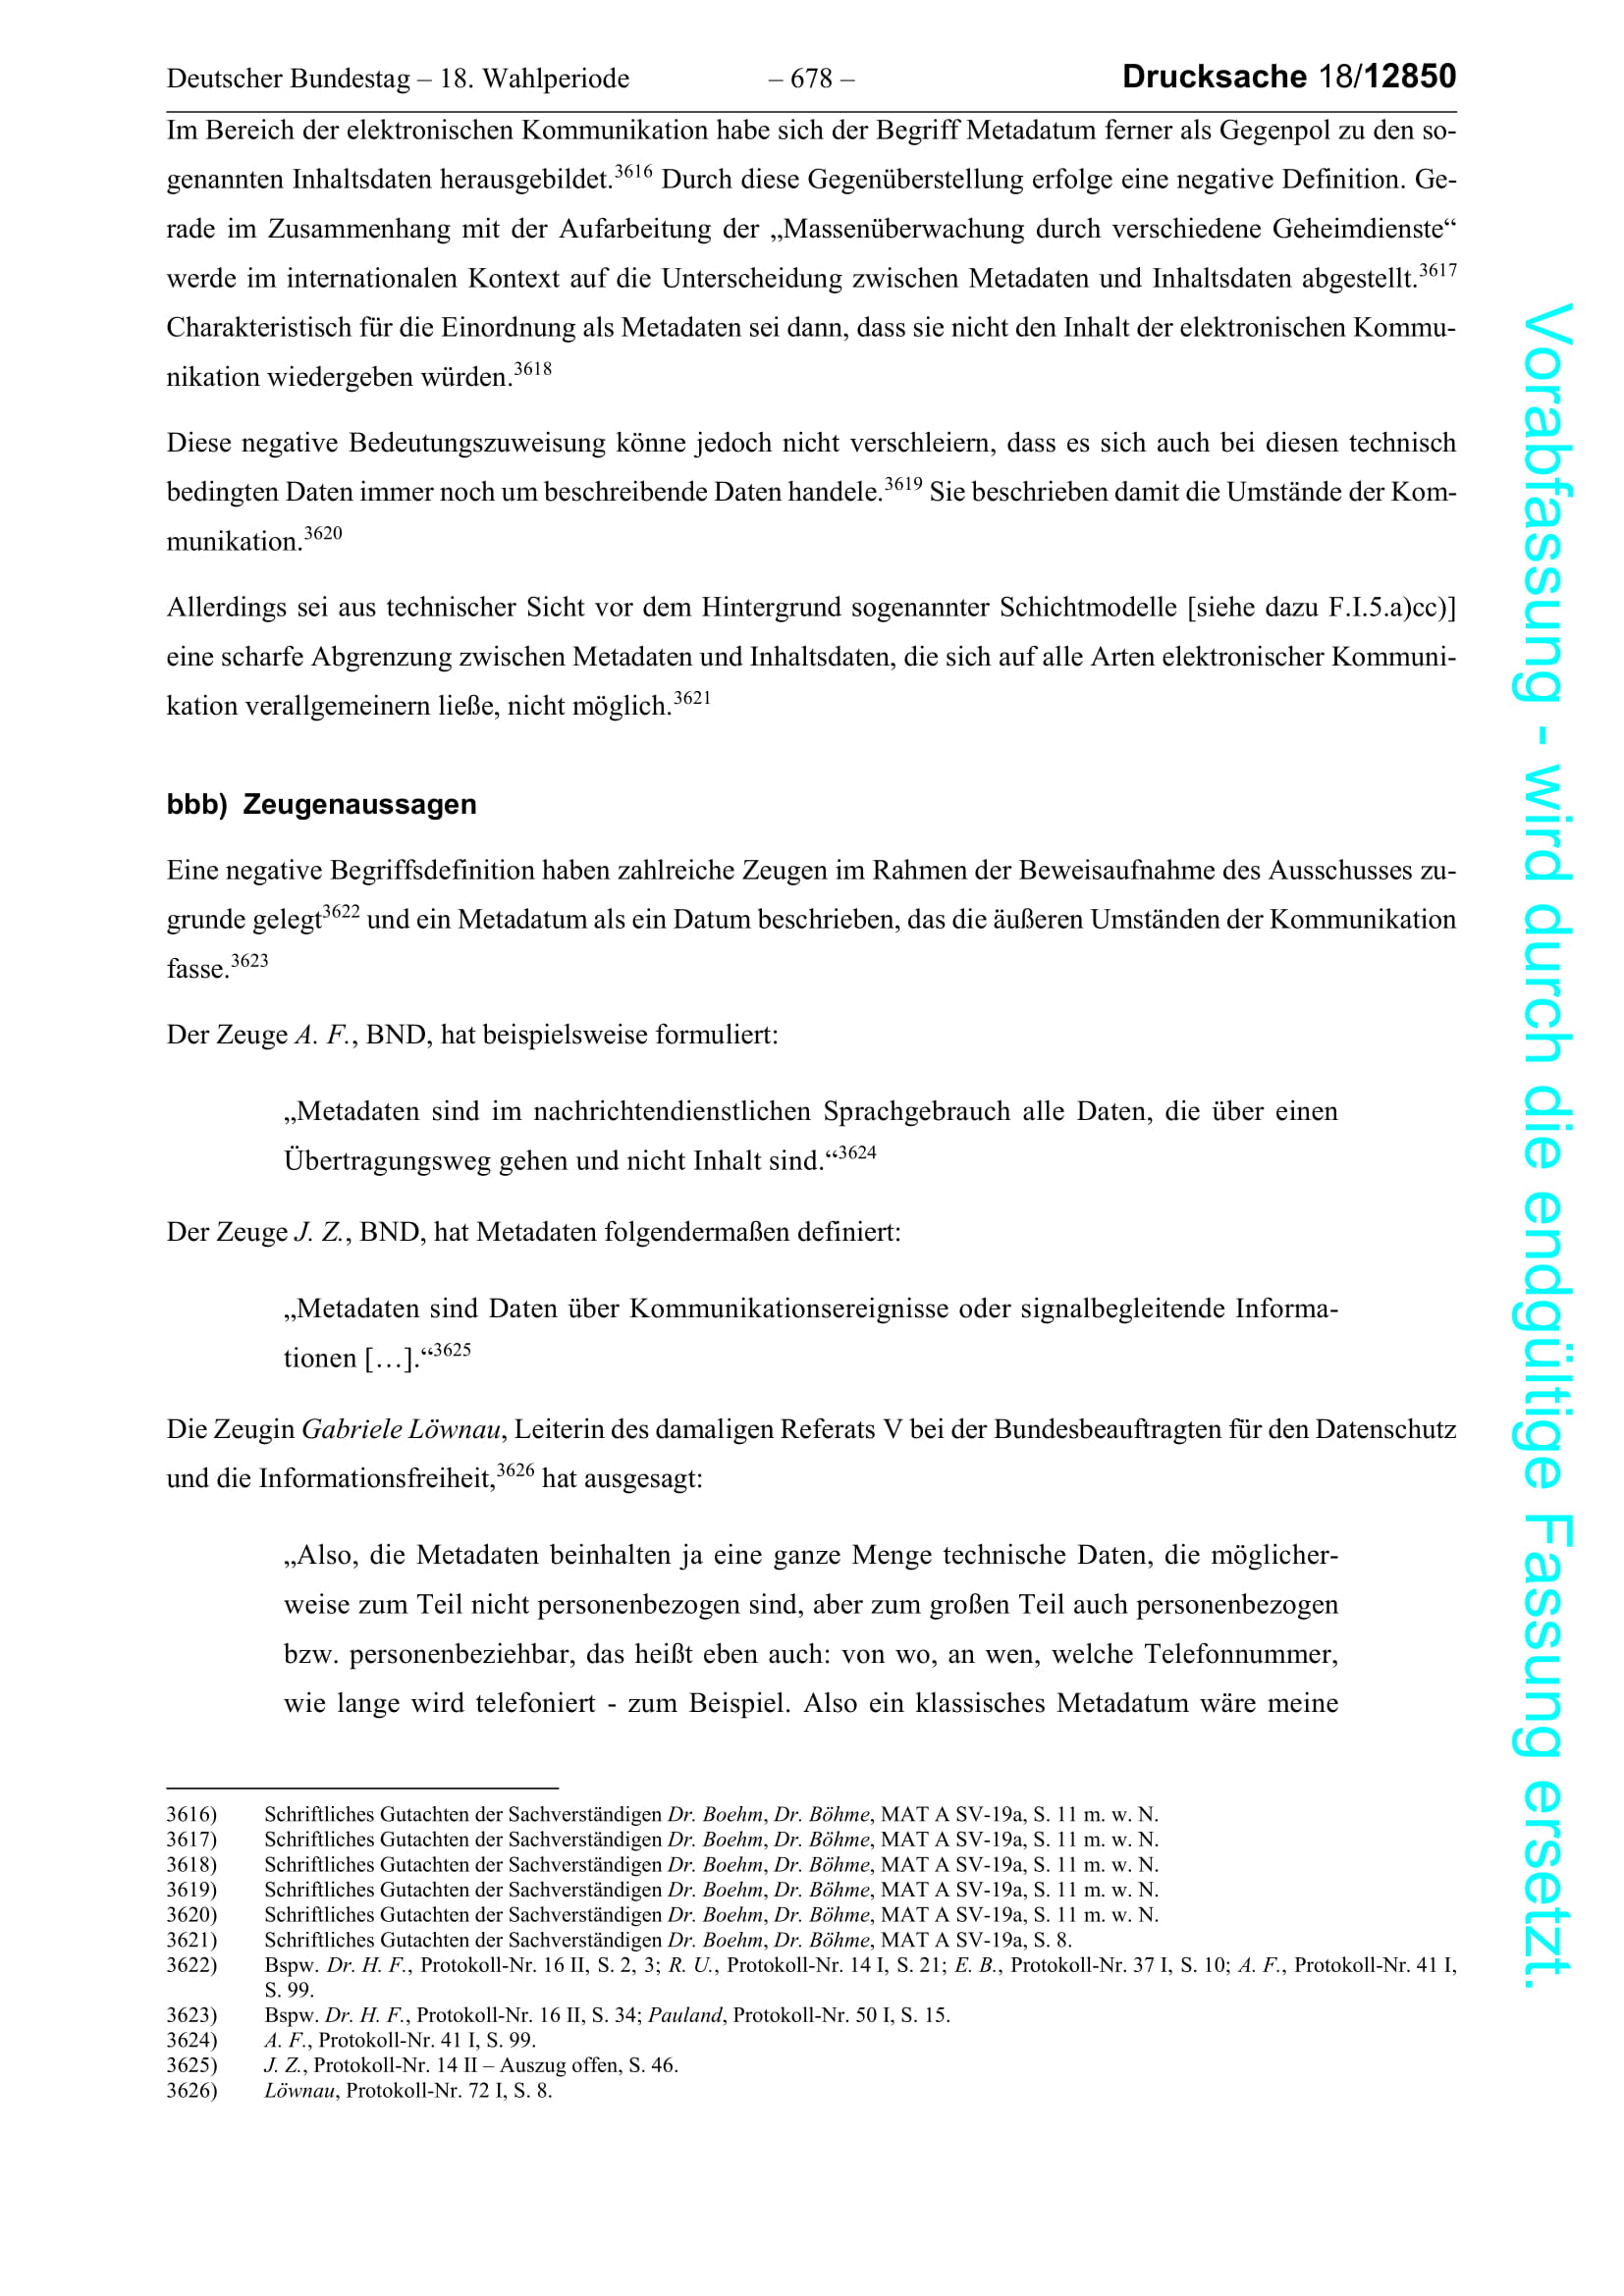 Deutscher Bundestag – 18. Wahlperiode – 678 – Drucksache 18/12850
Im Bereich der elektronischen Kommunikation habe sich der Begriff Metadatum ferner als Gegenpol zu den so-
genannten Inhaltsdaten herausgebildet.3616 Durch diese Gegenüberstellung erfolge eine negative Definition. Ge-
rade im Zusammenhang mit der Aufarbeitung der „Massenüberwachung durch verschiedene Geheimdienste“
werde im internationalen Kontext auf die Unterscheidung zwischen Metadaten und Inhaltsdaten abgestellt.3617
Charakteristisch für die Einordnung als Metadaten sei dann, dass sie nicht den Inhalt der elektronischen Kommu-
nikation wiedergeben würden.3618
Diese negative Bedeutungszuweisung könne jedoch nicht verschleiern, dass es sich auch bei diesen technisch
bedingten Daten immer noch um beschreibende Daten handele.3619 Sie beschrieben damit die Umstände der Kom-
munikation.3620
Allerdings sei aus technischer Sicht vor dem Hintergrund sogenannter Schichtmodelle [siehe dazu F.I.5.a)cc)]
eine scharfe Abgrenzung zwischen Metadaten und Inhaltsdaten, die sich auf alle Arten elektronischer Kommuni-
kation verallgemeinern ließe, nicht möglich.3621
bbb) Zeugenaussagen
Eine negative Begriffsdefinition haben zahlreiche Zeugen im Rahmen der Beweisaufnahme des Ausschusses zu-
grunde gelegt3622 und ein Metadatum als ein Datum beschrieben, das die äußeren Umständen der Kommunikation
fasse.3623
Der Zeuge A. F., BND, hat beispielsweise formuliert:
„Metadaten sind im nachrichtendienstlichen Sprachgebrauch alle Daten, die über einen
Übertragungsweg gehen und nicht Inhalt sind.“3624
Der Zeuge J. Z., BND, hat Metadaten folgendermaßen definiert:
„Metadaten sind Daten über Kommunikationsereignisse oder signalbegleitende Informa-
tionen […].“3625
Die Zeugin Gabriele Löwnau, Leiterin des damaligen Referats V bei der Bundesbeauftragten für den Datenschutz
und die Informationsfreiheit,3626 hat ausgesagt:
„Also, die Metadaten beinhalten ja eine ganze Menge technische Daten, die möglicher-
weise zum Teil nicht personenbezogen sind, aber zum großen Teil auch personenbezogen
bzw. personenbeziehbar, das heißt eben auch: von wo, an wen, welche Telefonnummer,
wie lange wird telefoniert - zum Beispiel. Also ein klassisches Metadatum wäre meine
3616) Schriftliches Gutachten der Sachverständigen Dr. Boehm, Dr. Böhme, MAT A SV-19a, S. 11 m. w. N.
3617) Schriftliches Gutachten der Sachverständigen Dr. Boehm, Dr. Böhme, MAT A SV-19a, S. 11 m. w. N.
3618) Schriftliches Gutachten der Sachverständigen Dr. Boehm, Dr. Böhme, MAT A SV-19a, S. 11 m. w. N.
3619) Schriftliches Gutachten der Sachverständigen Dr. Boehm, Dr. Böhme, MAT A SV-19a, S. 11 m. w. N.
3620) Schriftliches Gutachten der Sachverständigen Dr. Boehm, Dr. Böhme, MAT A SV-19a, S. 11 m. w. N.
3621) Schriftliches Gutachten der Sachverständigen Dr. Boehm, Dr. Böhme, MAT A SV-19a, S. 8.
3622) Bspw. Dr. H. F., Protokoll-Nr. 16 II, S. 2, 3; R. U., Protokoll-Nr. 14 I, S. 21; E. B., Protokoll-Nr. 37 I, S. 10; A. F., Protokoll-Nr. 41 I,
S. 99.
3623) Bspw. Dr. H. F., Protokoll-Nr. 16 II, S. 34; Pauland, Protokoll-Nr. 50 I, S. 15.
3624) A. F., Protokoll-Nr. 41 I, S. 99.
3625) J. Z., Protokoll-Nr. 14 II – Auszug offen, S. 46.
3626) Löwnau, Protokoll-Nr. 72 I, S. 8.
Vorabfassung - wird durch die endgültige Fassung ersetzt.